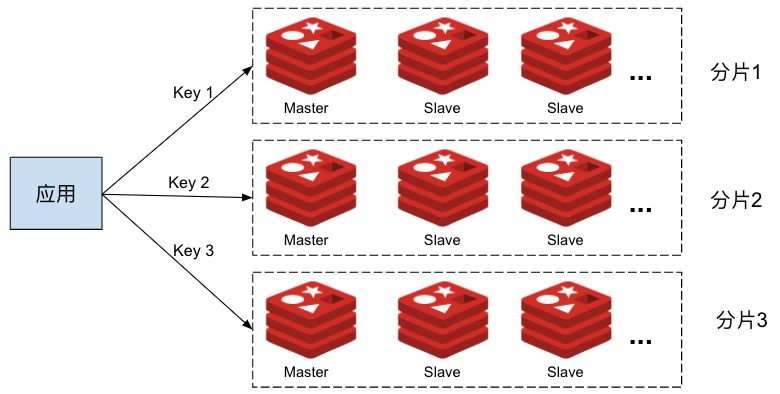 Master Slave Slave ... 分片1
Key 1
应用
Key 2
Master Slave Slave ... 分片2
Key 3
Master Slave Slave ... 分片3